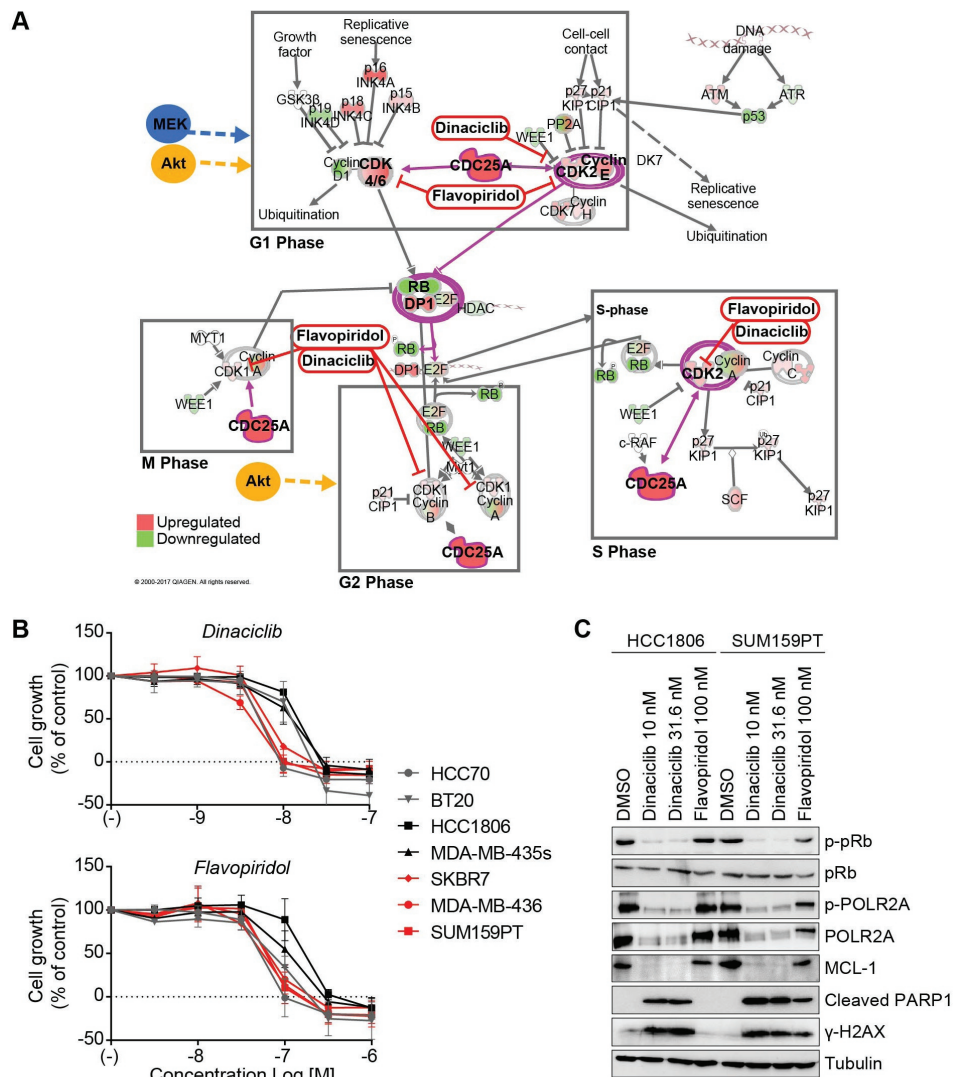 A
Growth
factor
Replicative
senescence
p16
INK4A
p15
INK4B
p18
INK4C
p19
INK4D
GSK3β
Cyclin
D1
CDK
4/6
Ubiquitination
G1 Phase
MEK
Akt
Cell-cell
contact
p27
KIP1
p21
CIP1
PP2A
WEE1
Dinaciclib
CDC25A
Flavopiridol
CDK2
Cyclin
E
DK7
CDK7
Cyclin
H
DNA
damage
ATM
ATR
p53
Replicative
senescence
Ubiquitination
RB
DP1
E2F
HDAC
P
RB
DP1
E2F
MYT1
CDK1
Cyclin
A
WEE1
CDC25A
M Phase
Flavopiridol
Dinaciclib
Akt
E2F
RB
RB
P
WEE1
Myt1
p21
CIP1
CDK1
Cyclin
B
CDK1
Cyclin
A
CDC25A
G2 Phase
S-phase
Flavopiridol
Dinaciclib
E2F
RB
RB
P
CDK2
Cyclin
A
Cyclin
C
p21
CIP1
WEE1
c-RAF
CDC25A
p27
KIP1
Ub
p27
KIP1
SCF
p27
KIP1
S Phase
Upregulated
Downregulated
© 2000-2017 QIAGEN. All rights reserved.
B
Dinaciclib
Cell growth
(% of control)
150
100
50
0
-50
(-) -9 -8 -7
Flavopiridol
Cell growth
(% of control)
150
100
50
0
-50
(-) -8 -7 -6
Concentration Log [M]
HCC70
BT20
HCC1806
MDA-MB-435s
SKBR7
MDA-MB-436
SUM159PT
C
HCC1806 SUM159PT
DMSO
Dinaciclib 10 nM
Dinaciclib 31.6 nM
Flavopiridol 100 nM
DMSO
Dinaciclib 10 nM
Dinaciclib 31.6 nM
Flavopiridol 100 nM
p-pRb
pRb
p-POLR2A
POLR2A
MCL-1
Cleaved PARP1
γ-H2AX
Tubulin